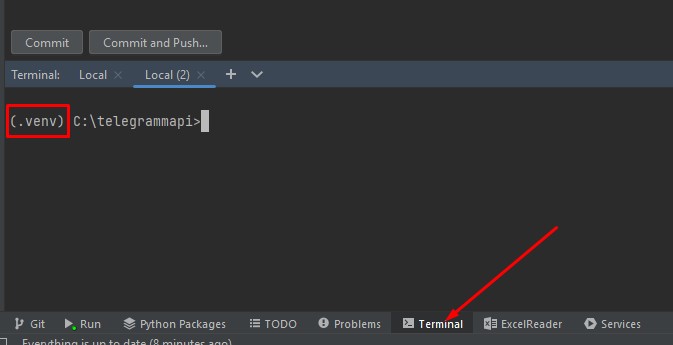 Commit Commit and Push...
Terminal: Local × Local (2) × +
(.venv) C:\telegrammapi>
Git Run Python Packages TODO Problems Terminal ExcelReader Services
Everything is up to date (8 minutes ago)